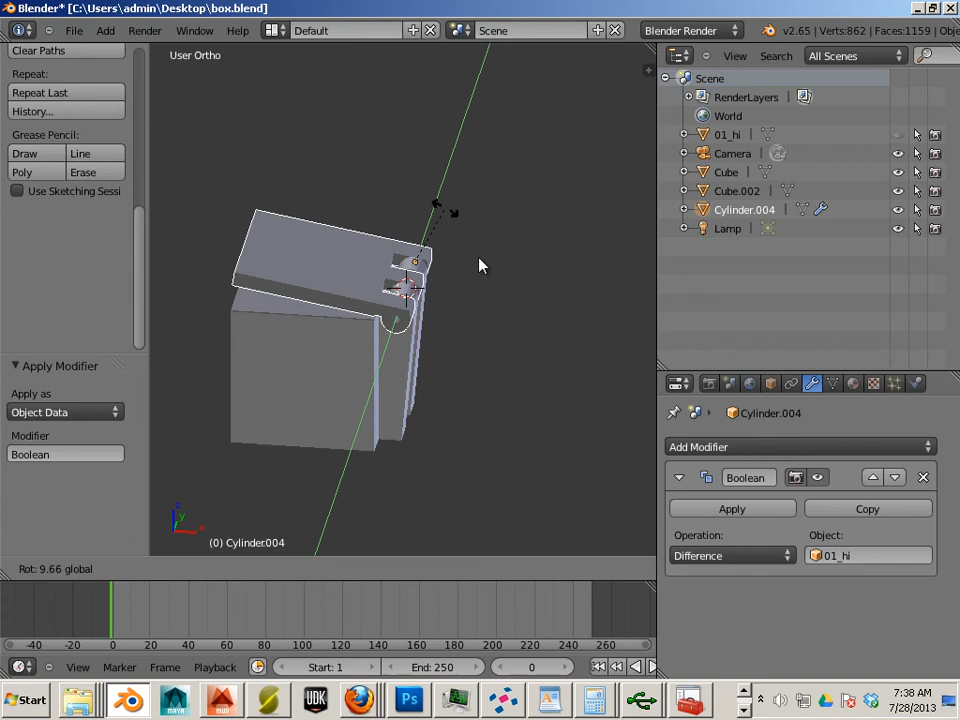 Blender* [C:\Users\admin\Desktop\box.blend]
File Add Render Window Help Default Scene Blender Render v2.65 | Verts:862 | Faces:1159 | Obje
Clear Paths
Repeat:
Repeat Last
History...
Grease Pencil:
Draw Line
Poly Erase
Use Sketching Sessi
Apply Modifier
Apply as
Object Data
Modifier
Boolean
User Ortho
z
y
x
(0) Cylinder.004
View Search All Scenes
Scene
RenderLayers
World
01_hi
Camera
Cube
Cube.002
Cylinder.004
Lamp
Cylinder.004
Add Modifier
Boolean
Apply Copy
Operation: Object:
Difference 01_hi
Rot: 9.66 global
-40 -20 0 20 40 60 80 100 120 140 160 180 200 220 240 260
View Marker Frame Playback Start: 1 End: 250 0
Start MAYA MUD UDK Ps 7:38 AM
7/28/2013